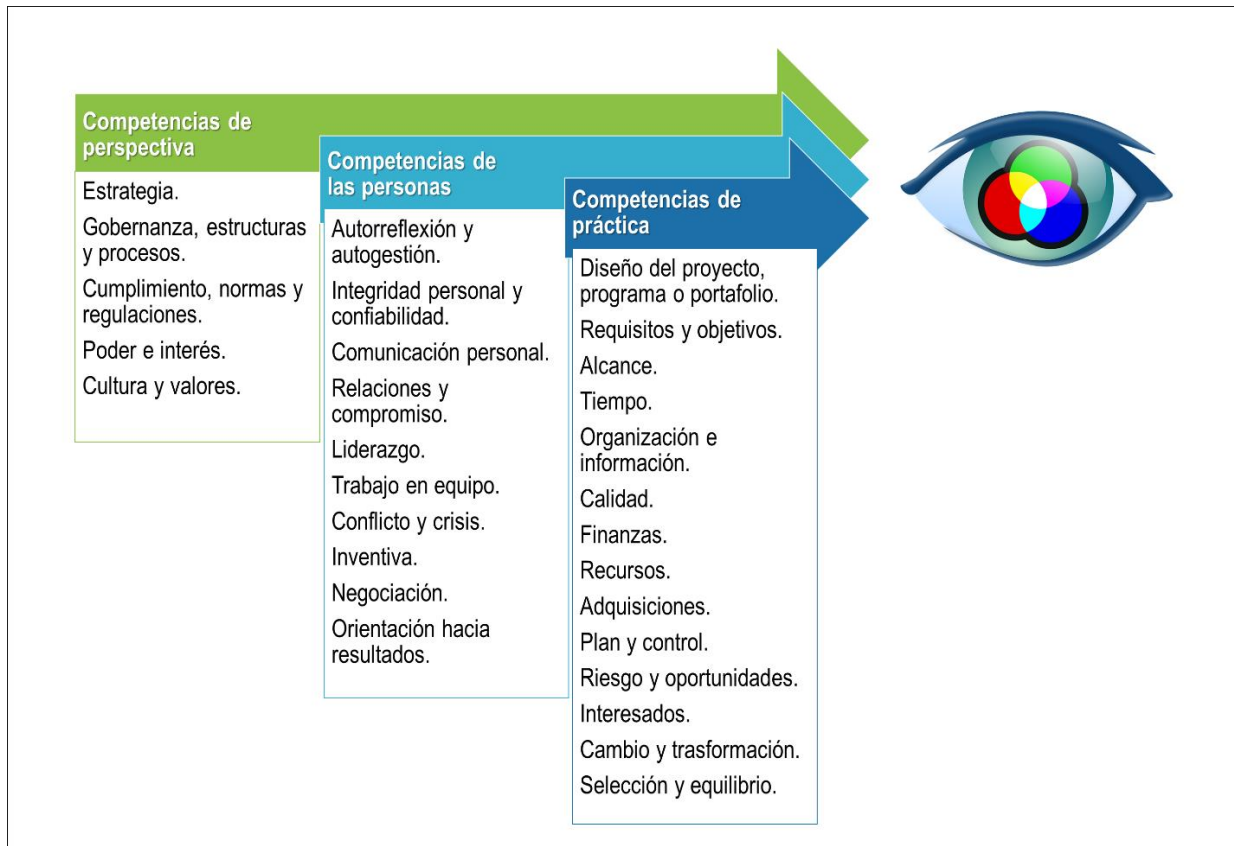 Competencias de
perspectiva
Estrategia.
Gobernanza, estructuras
y procesos.
Cumplimiento, normas y
regulaciones.
Poder e interés.
Cultura y valores.
Competencias de
las personas
Autorreflexión y
autogestión.
Integridad personal y
confiabilidad.
Comunicación personal.
Relaciones y
compromiso.
Liderazgo.
Trabajo en equipo.
Conflicto y crisis.
Inventiva.
Negociación.
Orientación hacia
resultados.
Competencias de
práctica
Diseño del proyecto,
programa o portafolio.
Requisitos y objetivos.
Alcance.
Tiempo.
Organización e
información.
Calidad.
Finanzas.
Recursos.
Adquisiciones.
Plan y control.
Riesgo y oportunidades.
Interesados.
Cambio y trasformación.
Selección y equilibrio.